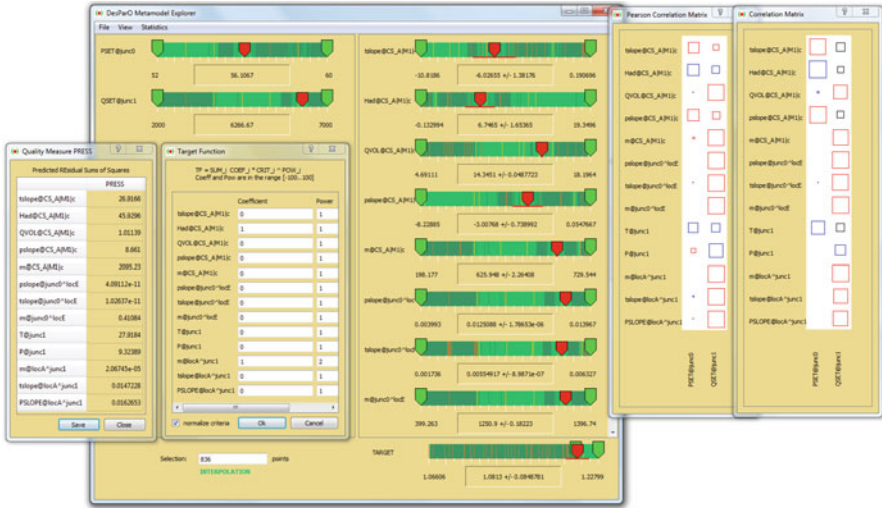 DesParO Metamodel Explorer
File View Statistics
PSET@junc0
52 56.1067 60
QSET@junc1
2000 6266.67 7000
tslope@CS_A[M1]c
-10.8186 -6.02655 +/- 1.38176 0.190696
Had@CS_A[M1]c
-0.132994 6.7465 +/- 1.65365 19.3496
QVOL@CS_A[M1]c
4.69111 14.3451 +/- 0.0487723 18.1964
pslope@CS_A[M1]c
-8.22885 -3.00768 +/- 0.738992 0.0547667
m@CS_A[M1]c
198.177 625.948 +/- 2.26408 729.544
pslope@junc0^loc
0.003993 0.0125088 +/- 1.78653e-06 0.013967
tslope@junc0^loc
0.001736 0.00554917 +/- 8.9871e-07 0.006327
m@junc0^locE
399.263 1250.9 +/- 0.18223 1396.74
Selection: 836 points
INTERPOLATION
TARGET
1.06606 1.0813 +/- 0.0848781 1.22799
Quality Measure PRESS
Predicted REsidual Sums of Squares
PRESS
tslope@CS_A[M1]c 26.9166
Had@CS_A[M1]c 45.8296
QVOL@CS_A[M1]c 1.01139
pslope@CS_A[M1]c 8.661
m@CS_A[M1]c 2095.23
pslope@junc0^locE 4.09112e-11
tslope@junc0^locE 1.02637e-11
m@junc0^locE 0.41084
T@junc1 27.9184
P@junc1 9.32389
m@locA^junc1 2.06745e-05
tslope@locA^junc1 0.0147228
PSLOPE@locA^junc1 0.0162653
Save Close
Target Function
TF = SUM_i COEF_i * CRIT_i ^ POW_i
Coeff and Pow are in the range [-100...100]
Coefficient Power
tslope@CS_A[M1]c 0 1
Had@CS_A[M1]c 1 1
QVOL@CS_A[M1]c 0 1
pslope@CS_A[M1]c 0 1
m@CS_A[M1]c 0 1
pslope@junc0^locE 0 1
tslope@junc0^locE 0 1
m@junc0^locE 0 1
T@junc1 0 1
P@junc1 0 1
m@locA^junc1 1 2
tslope@locA^junc1 0 1
PSLOPE@locA^junc1 0 1
normalize criteria Ok Cancel
Pearson Correlation Matrix
tslope@CS_A[M1]c
Had@CS_A[M1]c
QVOL@CS_A[M1]c
pslope@CS_A[M1]c
m@CS_A[M1]c
pslope@junc0^locE
tslope@junc0^locE
m@junc0^locE
T@junc1
P@junc1
m@locA^junc1
tslope@locA^junc1
PSLOPE@locA^junc1
PSET@junc0
QSET@junc1
Correlation Matrix
tslope@CS_A[M1]c
Had@CS_A[M1]c
QVOL@CS_A[M1]c
pslope@CS_A[M1]c
m@CS_A[M1]c
pslope@junc0^locE
tslope@junc0^locE
m@junc0^locE
T@junc1
P@junc1
m@locA^junc1
tslope@locA^junc1
PSLOPE@locA^junc1
PSET@junc0
QSET@junc1